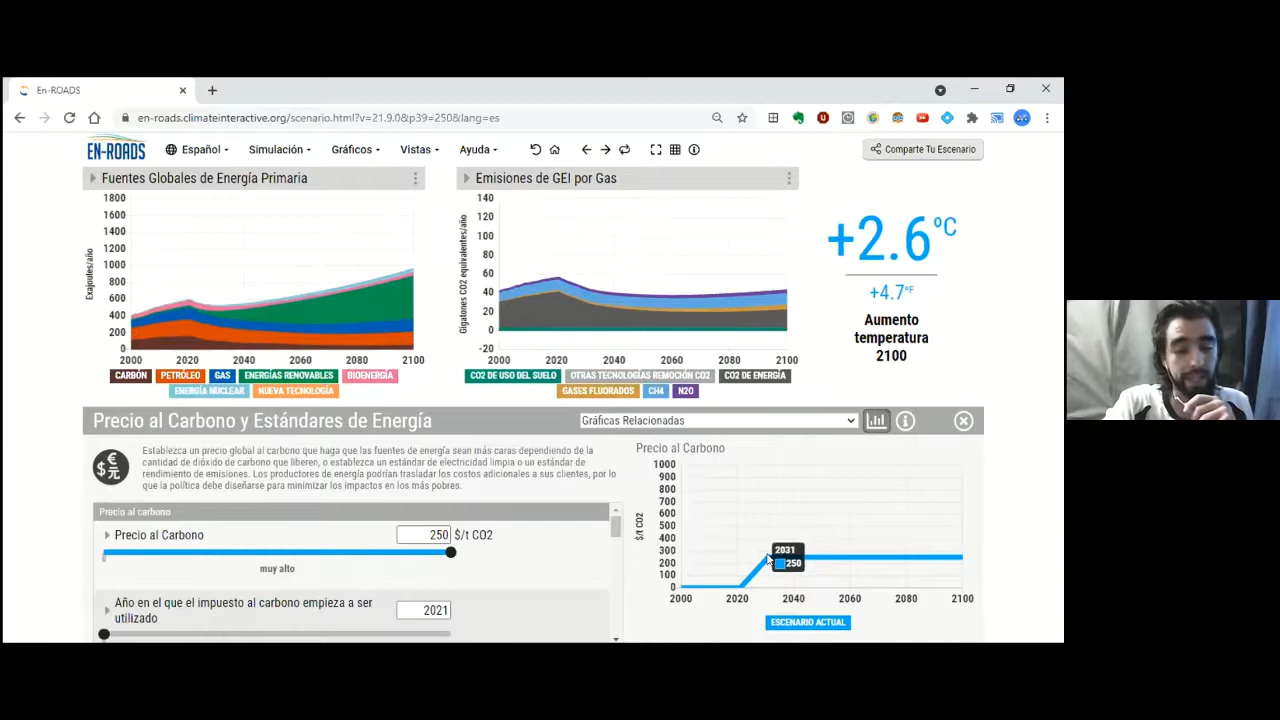 En-ROADS
en-roads.climateinteractive.org/scenario.html?v=21.9.0&p39=250&lang=es
EN-ROADS
Español
Simulación
Gráficos
Vistas
Ayuda
Comparte Tu Escenario
Fuentes Globales de Energía Primaria
1800
1600
1400
1200
1000
800
600
400
200
0
Exajoules/año
2000 2020 2040 2060 2080 2100
CARBÓN PETRÓLEO GAS ENERGÍAS RENOVABLES BIOENERGÍA
ENERGÍA NUCLEAR NUEVA TECNOLOGÍA
Emisiones de GEI por Gas
140
120
100
80
60
40
20
0
-20
Gigatones CO2 equivalentes/año
2000 2020 2040 2060 2080 2100
CO2 DE USO DEL SUELO OTRAS TECNOLOGÍAS REMOCIÓN CO2 CO2 DE ENERGÍA
GASES FLUORADOS CH4 N2O
+2.6 ºC
+4.7 °F
Aumento
temperatura
2100
Precio al Carbono y Estándares de Energía
Gráficas Relacionadas
$ € 元
Establezca un precio global al carbono que haga que las fuentes de energía sean más caras dependiendo de la
cantidad de dióxido de carbono que liberen, o establezca un estándar de electricidad limpia o un estándar de
rendimiento de emisiones. Los productores de energía podrían trasladar los costos adicionales a sus clientes, por lo
que la política debe diseñarse para minimizar los impactos en los más pobres.
Precio al carbono
Precio al Carbono 250 $/t CO2
muy alto
Año en el que el impuesto al carbono empieza a ser
utilizado 2021
Precio al Carbono
1000
900
800
700
600
500
400
300
200
100
0
$/t CO2
2031
250
2000 2020 2040 2060 2080 2100
ESCENARIO ACTUAL